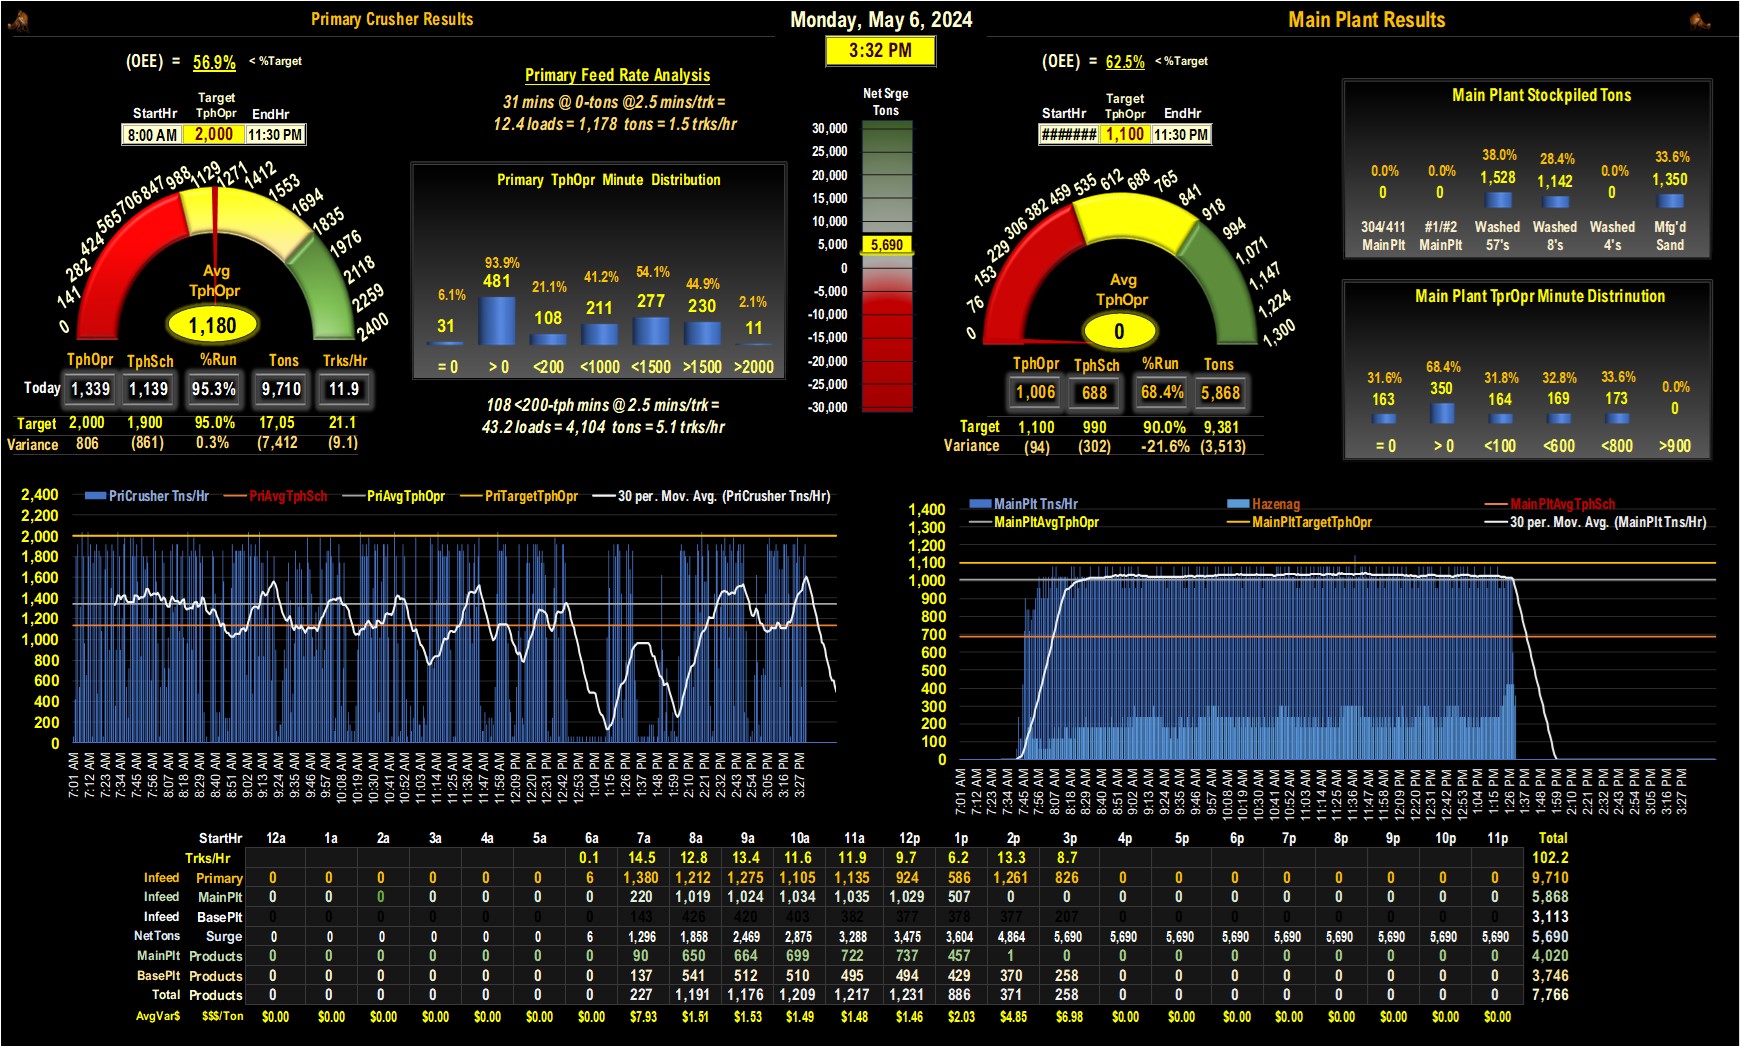 Primary Crusher Results
Monday, May 6, 2024
Main Plant Results
3:32 PM
(OEE) = 56.9% < %Target
StartHr Target TphOpr EndHr
8:00 AM 2,000 11:30 PM
0 141 282 424 565 706 847 988 1129 1271 1412 1553 1694 1835 1976 2118 2259 2400
Avg
TphOpr
1,180
TphOpr TphSch %Run Tons Trks/Hr
Today 1,339 1,139 95.3% 9,710 11.9
Target 2,000 1,900 95.0% 17,05 21.1
Variance 806 (861) 0.3% (7,412 (9.1)
Primary Feed Rate Analysis
31 mins @ 0-tons @2.5 mins/trk =
12.4 loads = 1,178 tons = 1.5 trks/hr
Primary TphOpr Minute Distribution
6.1% 93.9% 21.1% 41.2% 54.1% 44.9% 2.1%
31 481 108 211 277 230 11
= 0 > 0 <200 <1000 <1500 >1500 >2000
108 <200-tph mins @ 2.5 mins/trk =
43.2 loads = 4,104 tons = 5.1 trks/hr
Net Srge
Tons
30,000
25,000
20,000
15,000
10,000
5,000
5,690
0
-5,000
-10,000
-15,000
-20,000
-25,000
-30,000
(OEE) = 62.5% < %Target
StartHr Target TphOpr EndHr
####### 1,100 11:30 PM
0 76 153 229 306 382 459 535 612 688 765 841 918 994 1,071 1,147 1,224 1,300
Avg
TphOpr
0
TphOpr TphSch %Run Tons
1,006 688 68.4% 5,868
Target 1,100 990 90.0% 9,381
Variance (94) (302) -21.6% (3,513)
Main Plant Stockpiled Tons
0.0% 0.0% 38.0% 28.4% 0.0% 33.6%
0 0 1,528 1,142 0 1,350
304/411 #1/#2 Washed Washed Washed Mfg'd
MainPlt MainPlt 57's 8's 4's Sand
Main Plant TprOpr Minute Distrinution
31.6% 68.4% 31.8% 32.8% 33.6% 0.0%
163 350 164 169 173 0
= 0 > 0 <100 <600 <800 >900
PriCrusher Tns/Hr PriAvgTphSch PriAvgTphOpr PriTargetTphOpr 30 per. Mov. Avg. (PriCrusher Tns/Hr)
2,400
2,200
2,000
1,800
1,600
1,400
1,200
1,000
800
600
400
200
0
7:01 AM 7:12 AM 7:23 AM 7:34 AM 7:45 AM 7:56 AM 8:07 AM 8:18 AM 8:29 AM 8:40 AM 8:51 AM 9:02 AM 9:13 AM 9:24 AM 9:35 AM 9:46 AM 9:57 AM 10:08 AM 10:19 AM 10:30 AM 10:41 AM 10:52 AM 11:03 AM 11:14 AM 11:25 AM 11:36 AM 11:47 AM 11:58 AM 12:09 PM 12:20 PM 12:31 PM 12:42 PM 12:53 PM 1:04 PM 1:15 PM 1:26 PM 1:37 PM 1:48 PM 1:59 PM 2:10 PM 2:21 PM 2:32 PM 2:43 PM 2:54 PM 3:05 PM 3:16 PM 3:27 PM
MainPlt Tns/Hr Hazenag MainPltAvgTphSch
MainPltAvgTphOpr MainPltTargetTphOpr 30 per. Mov. Avg. (MainPlt Tns/Hr)
1,400
1,300
1,200
1,100
1,000
900
800
700
600
500
400
300
200
100
0
7:01 AM 7:12 AM 7:23 AM 7:34 AM 7:45 AM 7:56 AM 8:07 AM 8:18 AM 8:29 AM 8:40 AM 8:51 AM 9:02 AM 9:13 AM 9:24 AM 9:35 AM 9:46 AM 9:57 AM 10:08 AM 10:19 AM 10:30 AM 10:41 AM 10:52 AM 11:03 AM 11:14 AM 11:25 AM 11:36 AM 11:47 AM 11:58 AM 12:09 PM 12:20 PM 12:31 PM 12:42 PM 12:53 PM 1:04 PM 1:15 PM 1:26 PM 1:37 PM 1:48 PM 1:59 PM 2:10 PM 2:21 PM 2:32 PM 2:43 PM 2:54 PM 3:05 PM 3:16 PM 3:27 PM
StartHr 12a 1a 2a 3a 4a 5a 6a 7a 8a 9a 10a 11a 12p 1p 2p 3p 4p 5p 6p 7p 8p 9p 10p 11p Total
Trks/Hr 0.1 14.5 12.8 13.4 11.6 11.9 9.7 6.2 13.3 8.7 102.2
Infeed Primary 0 0 0 0 0 0 6 1,380 1,212 1,275 1,105 1,135 924 586 1,261 826 0 0 0 0 0 0 0 0 9,710
Infeed MainPlt 0 0 0 0 0 0 0 220 1,019 1,024 1,034 1,035 1,029 507 0 0 0 0 0 0 0 0 0 0 5,868
Infeed BasePlt 0 0 0 0 0 0 0 143 426 420 403 382 377 378 377 207 0 0 0 0 0 0 0 0 3,113
NetTons Surge 0 0 0 0 0 0 6 1,296 1,858 2,469 2,875 3,288 3,475 3,604 4,864 5,690 5,690 5,690 5,690 5,690 5,690 5,690 5,690 5,690 5,690
MainPlt Products 0 0 0 0 0 0 0 90 650 664 699 722 737 457 1 0 0 0 0 0 0 0 0 0 4,020
BasePlt Products 0 0 0 0 0 0 0 137 541 512 510 495 494 429 370 258 0 0 0 0 0 0 0 0 3,746
Total Products 0 0 0 0 0 0 0 227 1,191 1,176 1,209 1,217 1,231 886 371 258 0 0 0 0 0 0 0 0 7,766
AvgVar$ $$$/Ton $0.00 $0.00 $0.00 $0.00 $0.00 $0.00 $0.00 $7.93 $1.51 $1.53 $1.49 $1.48 $1.46 $2.03 $4.85 $6.98 $0.00 $0.00 $0.00 $0.00 $0.00 $0.00 $0.00 $0.00